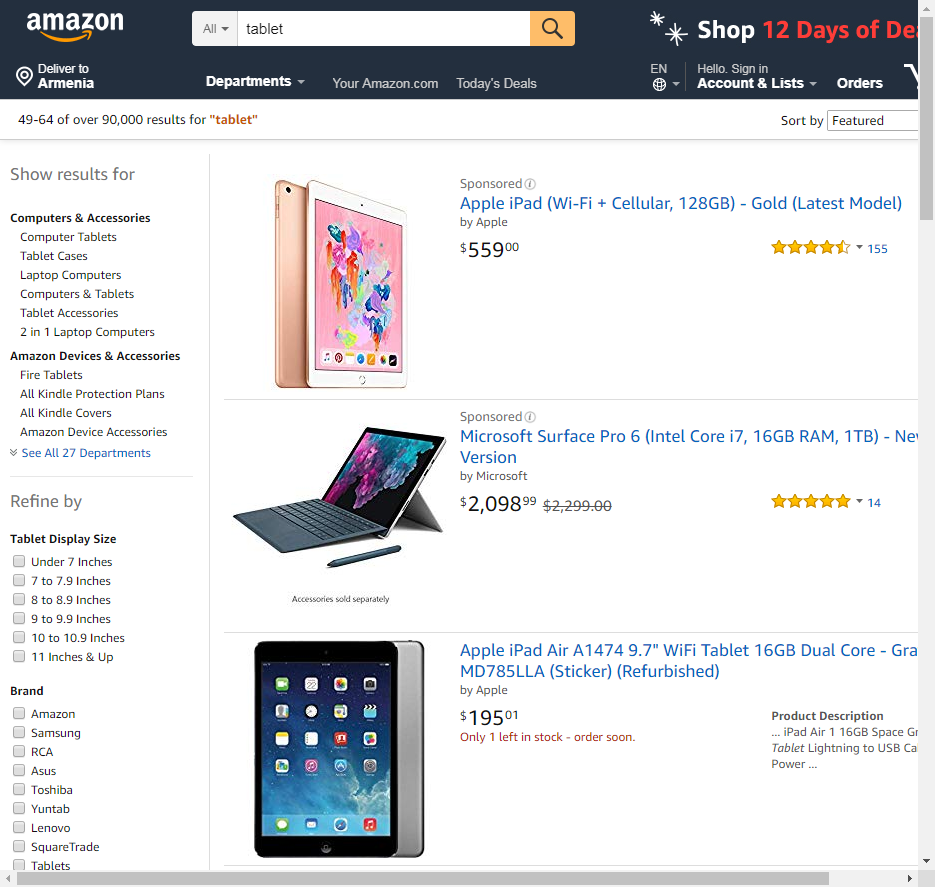 amazon
All
tablet
Shop 12 Days of Dea
Deliver to
Armenia
Departments
Your Amazon.com
Today's Deals
EN
Hello. Sign in
Account & Lists
Orders
49-64 of over 90,000 results for "tablet"
Sort by Featured
Show results for
Computers & Accessories
Computer Tablets
Tablet Cases
Laptop Computers
Computers & Tablets
Tablet Accessories
2 in 1 Laptop Computers
Amazon Devices & Accessories
Fire Tablets
All Kindle Protection Plans
All Kindle Covers
Amazon Device Accessories
See All 27 Departments
Refine by
Tablet Display Size
Under 7 Inches
7 to 7.9 Inches
8 to 8.9 Inches
9 to 9.9 Inches
10 to 10.9 Inches
11 Inches & Up
Brand
Amazon
Samsung
RCA
Asus
Toshiba
Yuntab
Lenovo
SquareTrade
Tablets
Sponsored
Apple iPad (Wi-Fi + Cellular, 128GB) - Gold (Latest Model)
by Apple
$55900
155
Sponsored
Microsoft Surface Pro 6 (Intel Core i7, 16GB RAM, 1TB) - New
Version
by Microsoft
$2,09899 $2,299.00
14
Accessories sold separately
Apple iPad Air A1474 9.7" WiFi Tablet 16GB Dual Core - Gra
MD785LLA (Sticker) (Refurbished)
by Apple
$19501
Only 1 left in stock - order soon.
Product Description
... iPad Air 1 16GB Space Gr
Tablet Lightning to USB Ca
Power ...